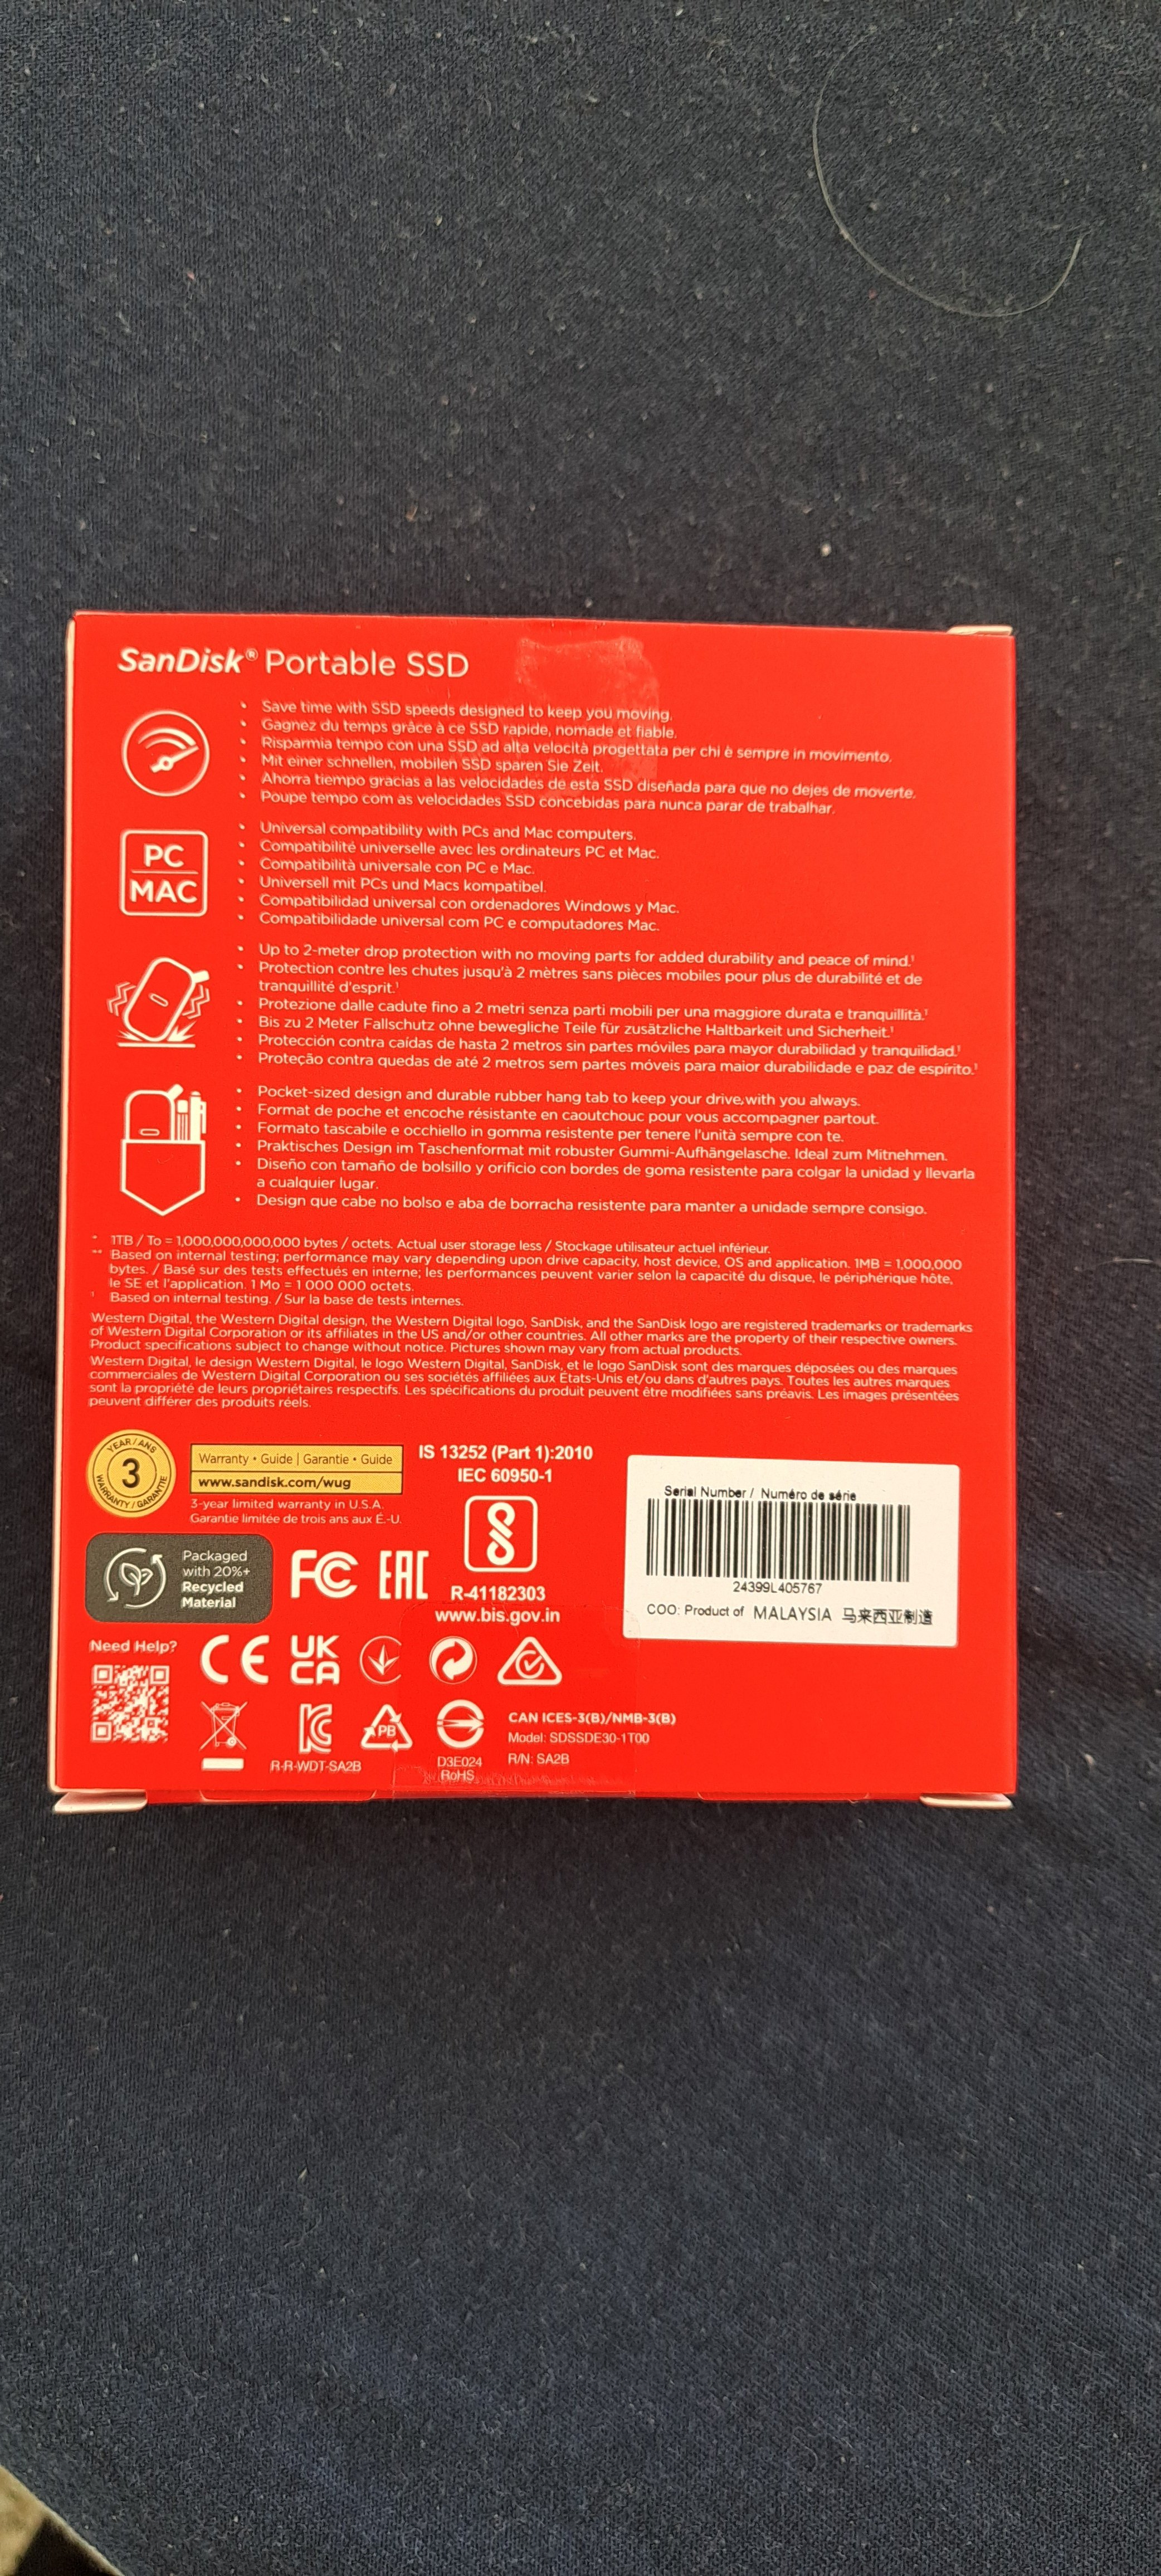 SanDisk® Portable SSD
• Save time with SSD speeds designed to keep you moving.
• Gagnez du temps grâce à ce SSD rapide, nomade et fiable.
• Risparmia tempo con una SSD ad alta velocità progettata per chi è sempre in movimento.
• Mit einer schnellen, mobilen SSD sparen Sie Zeit.
• Ahorra tiempo gracias a las velocidades de esta SSD diseñada para que no dejes de moverte.
• Poupe tempo com as velocidades SSD concebidas para nunca parar de trabalhar.
PC
MAC
• Universal compatibility with PCs and Mac computers.
• Compatibilité universelle avec les ordinateurs PC et Mac.
• Compatibilità universale con PC e Mac.
• Universell mit PCs und Macs kompatibel.
• Compatibilidad universal con ordenadores Windows y Mac.
• Compatibilidade universal com PC e computadores Mac.
• Up to 2-meter drop protection with no moving parts for added durability and peace of mind.¹
• Protection contre les chutes jusqu'à 2 mètres sans pièces mobiles pour plus de durabilité et de
tranquillité d'esprit.¹
• Protezione dalle cadute fino a 2 metri senza parti mobili per una maggiore durata e tranquillità.¹
• Bis zu 2 Meter Fallschutz ohne bewegliche Teile für zusätzliche Haltbarkeit und Sicherheit.¹
• Protección contra caídas de hasta 2 metros sin partes móviles para mayor durabilidad y tranquilidad.¹
• Proteção contra quedas de até 2 metros sem partes móveis para maior durabilidade e paz de espírito.¹
• Pocket-sized design and durable rubber hang tab to keep your drive with you always.
• Format de poche et encoche résistante en caoutchouc pour vous accompagner partout.
• Formato tascabile e occhiello in gomma resistente per tenere l'unità sempre con te.
• Praktisches Design im Taschenformat mit robuster Gummi-Aufhängelasche. Ideal zum Mitnehmen.
• Diseño con tamaño de bolsillo y orificio con bordes de goma resistente para colgar la unidad y llevarla
a cualquier lugar.
• Design que cabe no bolso e aba de borracha resistente para manter a unidade sempre consigo.
* 1TB / To = 1,000,000,000,000 bytes / octets. Actual user storage less / Stockage utilisateur actuel inférieur.
** Based on internal testing; performance may vary depending upon drive capacity, host device, OS and application. 1MB = 1,000,000
bytes. / Basé sur des tests effectués en interne; les performances peuvent varier selon la capacité du disque, le périphérique hôte,
le SE et l'application. 1 Mo = 1 000 000 octets.
¹ Based on internal testing. / Sur la base de tests internes.
Western Digital, the Western Digital design, the Western Digital logo, SanDisk, and the SanDisk logo are registered trademarks or trademarks
of Western Digital Corporation or its affiliates in the US and/or other countries. All other marks are the property of their respective owners.
Product specifications subject to change without notice. Pictures shown may vary from actual products.
Western Digital, le design Western Digital, le logo Western Digital, SanDisk, et le logo SanDisk sont des marques déposées ou des marques
commerciales de Western Digital Corporation ou ses sociétés affiliées aux États-Unis et/ou dans d'autres pays. Toutes les autres marques
sont la propriété de leurs propriétaires respectifs. Les spécifications du produit peuvent être modifiées sans préavis. Les images présentées
peuvent différer des produits réels.
YEAR/ANS
3
WARRANTY/GARANTIE
Warranty • Guide | Garantie • Guide
www.sandisk.com/wug
3-year limited warranty in U.S.A.
Garantie limitée de trois ans aux É.-U.
IS 13252 (Part 1):2010
IEC 60950-1
R-41182303
www.bis.gov.in
Serial Number / Numéro de série
24399L405767
COO: Product of MALAYSIA 马来西亚制造
Packaged
with 20%+
Recycled
Material
FC EAC
Need Help?
CE UK
CA
PB
R-R-WDT-SA2B
D3E024
RoHS
CAN ICES-3(B)/NMB-3(B)
Model: SDSSDE30-1T00
R/N: SA2B